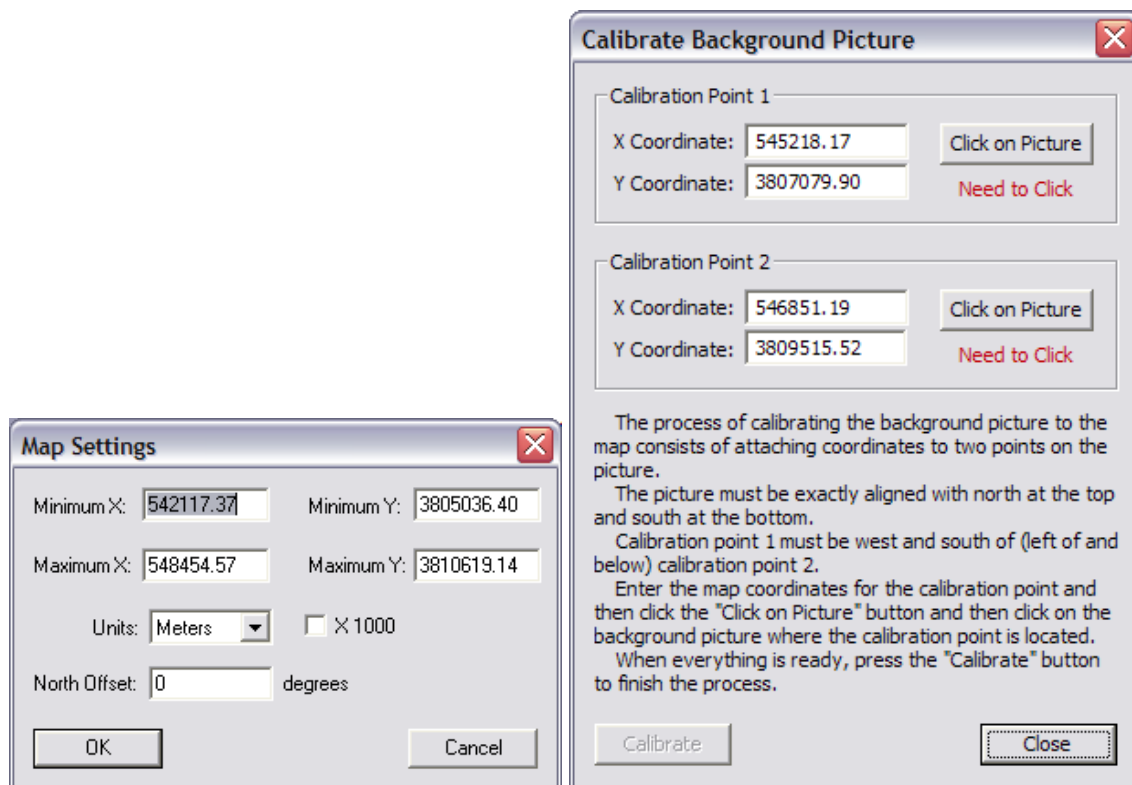 Map Settings
Minimum X: 542117.37 Minimum Y: 3805036.40
Maximum X: 548454.57 Maximum Y: 3810619.14
Units: Meters X 1000
North Offset: 0 degrees
OK Cancel
Calibrate Background Picture
Calibration Point 1
X Coordinate: 545218.17 Click on Picture
Y Coordinate: 3807079.90 Need to Click
Calibration Point 2
X Coordinate: 546851.19 Click on Picture
Y Coordinate: 3809515.52 Need to Click
The process of calibrating the background picture to the
map consists of attaching coordinates to two points on the
picture.
The picture must be exactly aligned with north at the top
and south at the bottom.
Calibration point 1 must be west and south of (left of and
below) calibration point 2.
Enter the map coordinates for the calibration point and
then click the "Click on Picture" button and then click on the
background picture where the calibration point is located.
When everything is ready, press the "Calibrate" button
to finish the process.
Calibrate Close